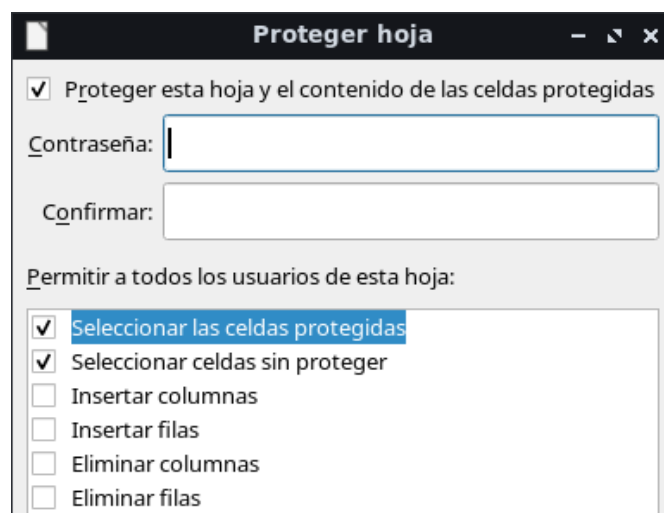 Proteger hoja
Proteger esta hoja y el contenido de las celdas protegidas
Contraseña:
Confirmar:
Permitir a todos los usuarios de esta hoja:
Seleccionar las celdas protegidas
Seleccionar celdas sin proteger
Insertar columnas
Insertar filas
Eliminar columnas
Eliminar filas